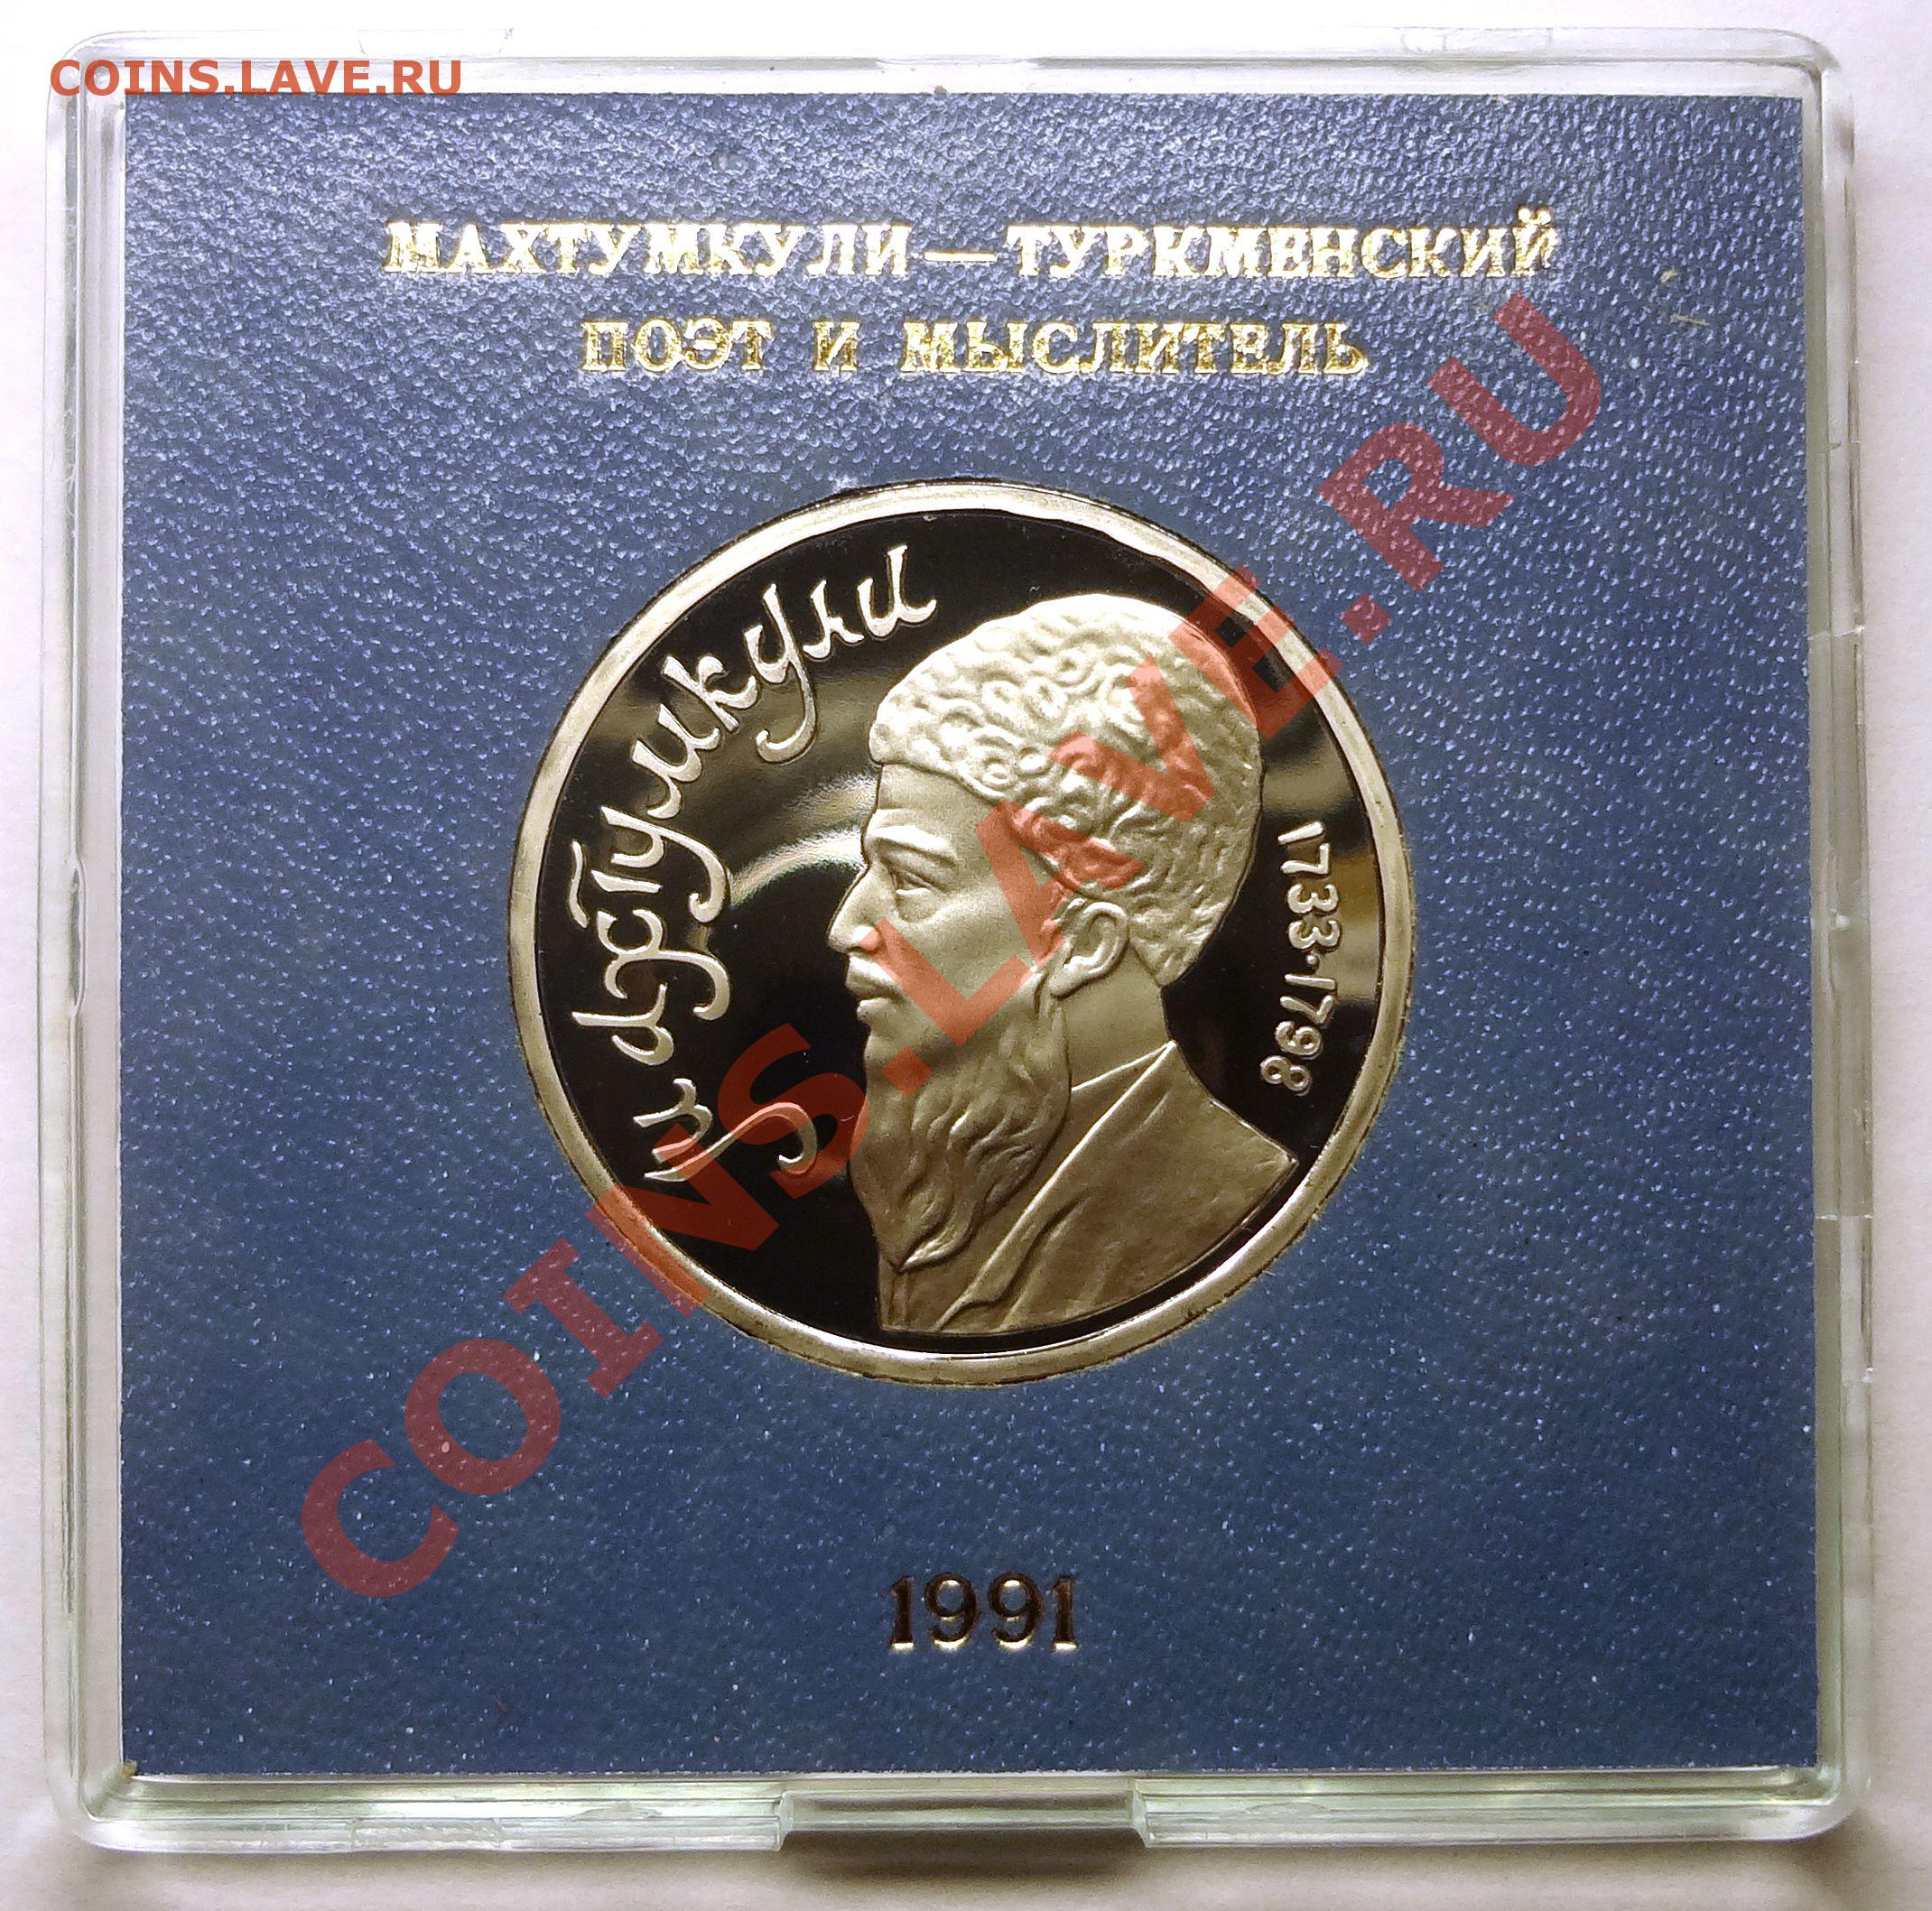 COINS.LAVE.RU
МАХТУМКУЛИ — ТУРКМЕНСКИЙ
ПОЭТ И МЫСЛИТЕЛЬ
Махтумкули
1733·1798
COINS.LAVE.RU
1991